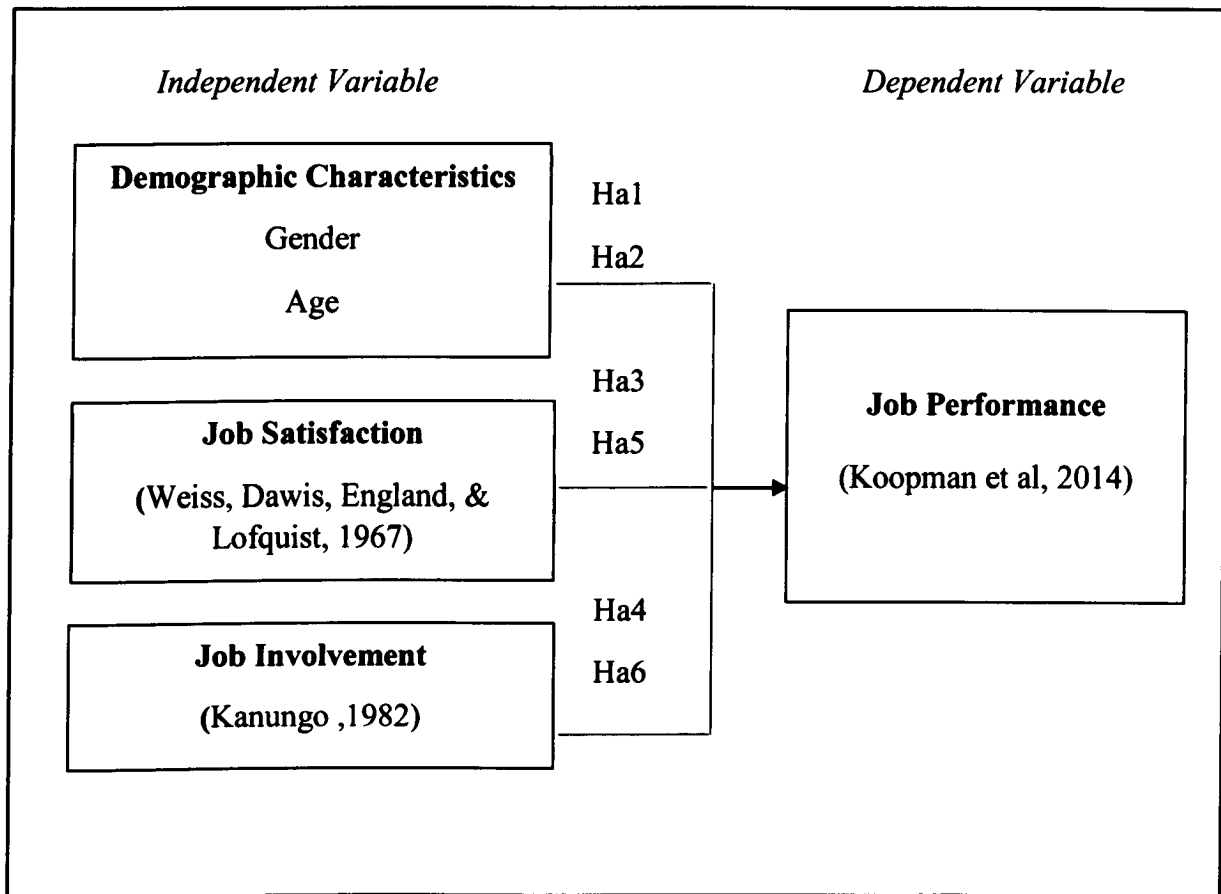 Independent Variable
Dependent Variable
Demographic Characteristics
Gender
Age
Ha1
Ha2
Job Satisfaction
(Weiss, Dawis, England, &
Lofquist, 1967)
Ha3
Ha5
Job Involvement
(Kanungo ,1982)
Ha4
Ha6
Job Performance
(Koopman et al, 2014)